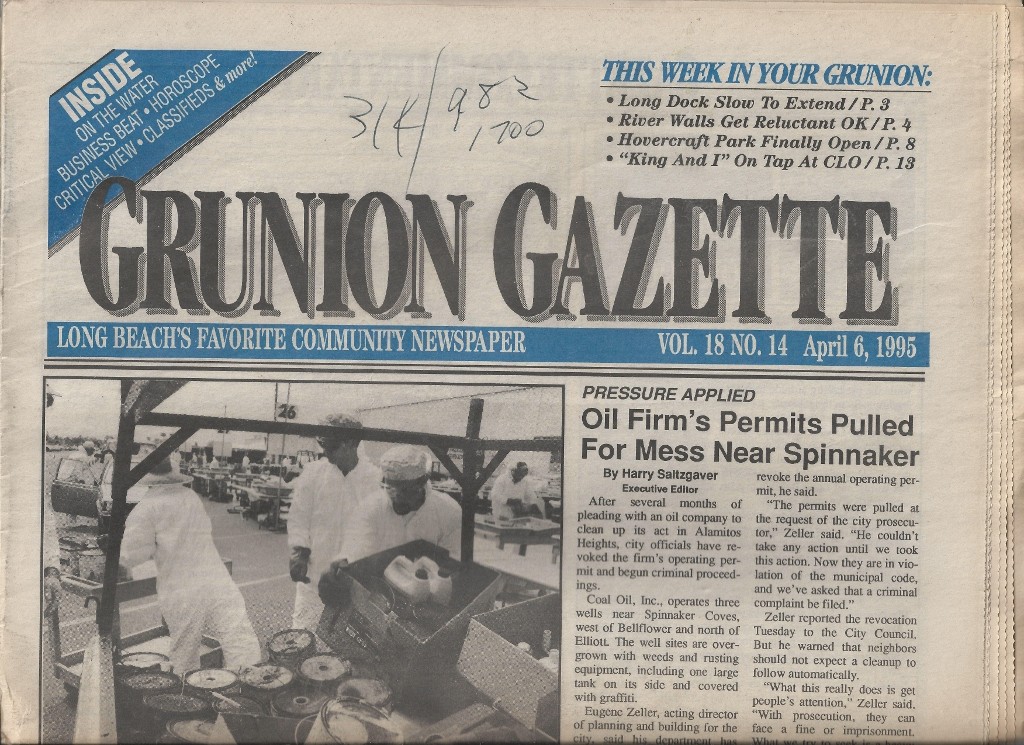 INSIDE
ON THE WATER
BUSINESS BEAT • HOROSCOPE
CRITICAL VIEW • CLASSIFIEDS & more!
314/982
1700
THIS WEEK IN YOUR GRUNION:
• Long Dock Slow To Extend / P. 3
• River Walls Get Reluctant OK / P. 4
• Hovercraft Park Finally Open / P. 8
• “King And I” On Tap At CLO / P. 13
GRUNION GAZETTE
LONG BEACH'S FAVORITE COMMUNITY NEWSPAPER VOL. 18 NO. 14 April 6, 1995
26
PRESSURE APPLIED
Oil Firm's Permits Pulled
For Mess Near Spinnaker
By Harry Saltzgaver
Executive Editor
After several months of
pleading with an oil company to
clean up its act in Alamitos
Heights, city officials have re-
voked the firm's operating per-
mit and begun criminal proceed-
ings.
Coal Oil, Inc., operates three
wells near Spinnaker Coves,
west of Bellflower and north of
Elliott. The well sites are over-
grown with weeds and rusting
equipment, including one large
tank on its side and covered
with graffiti.
Eugene Zeller, acting director
of planning and building for the
city, said his department has
revoke the annual operating per-
mit, he said.
“The permits were pulled at
the request of the city prosecu-
tor,” Zeller said. “He couldn't
take any action until we took
this action. Now they are in vio-
lation of the municipal code,
and we've asked that a criminal
complaint be filed.”
Zeller reported the revocation
Tuesday to the City Council.
But he warned that neighbors
should not expect a cleanup to
follow automatically.
“What this really does is get
people's attention,” Zeller said.
“With prosecution, they can
face a fine or imprisonment.
What we try to